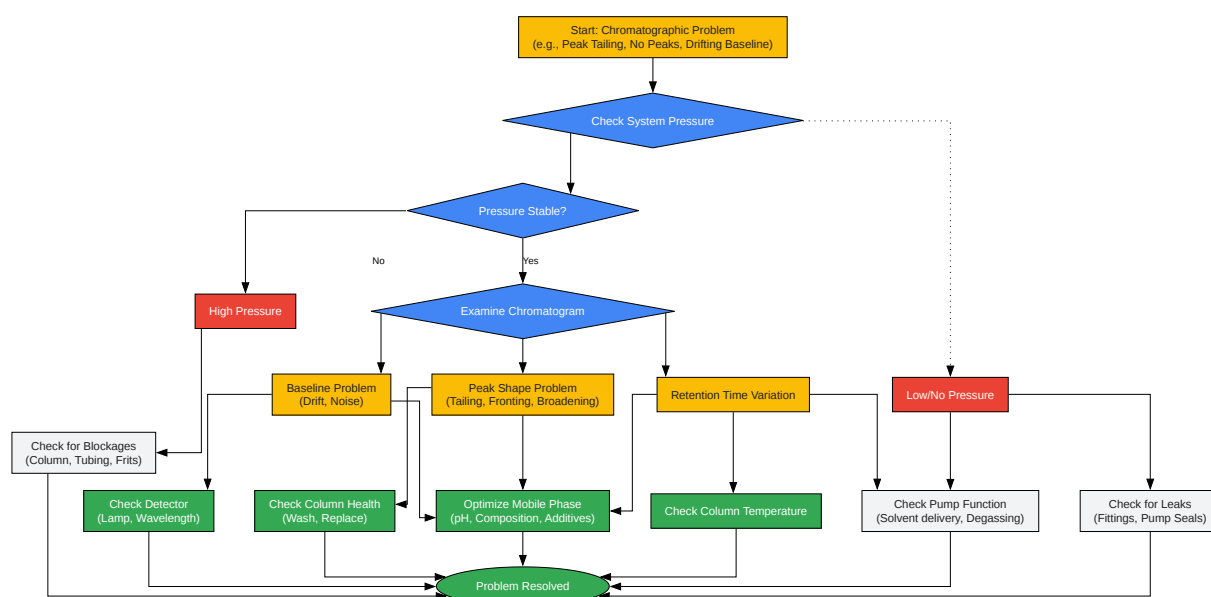 Start: Chromatographic Problem
(e.g., Peak Tailing, No Peaks, Drifting Baseline)
Check System Pressure
Pressure Stable?
No
Yes
High Pressure
Examine Chromatogram
Baseline Problem
(Drift, Noise)
Peak Shape Problem
(Tailing, Fronting, Broadening)
Retention Time Variation
Low/No Pressure
Check for Blockages
(Column, Tubing, Frits)
Check Detector
(Lamp, Wavelength)
Check Column Health
(Wash, Replace)
Optimize Mobile Phase
(pH, Composition, Additives)
Check Column Temperature
Check Pump Function
(Solvent delivery, Degassing)
Check for Leaks
(Fittings, Pump Seals)
Problem Resolved